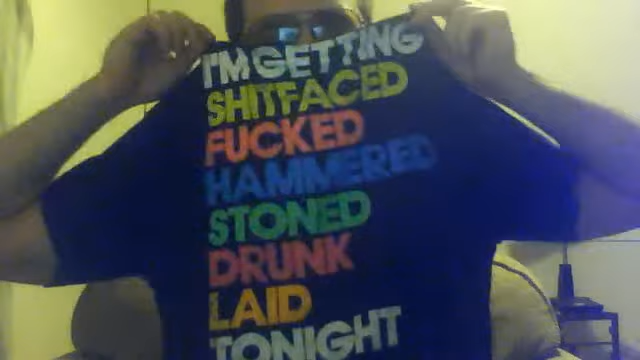 I'M GETTING
SHITFACED
FUCKED
HAMMERED
STONED
DRUNK
LAID
TONIGHT